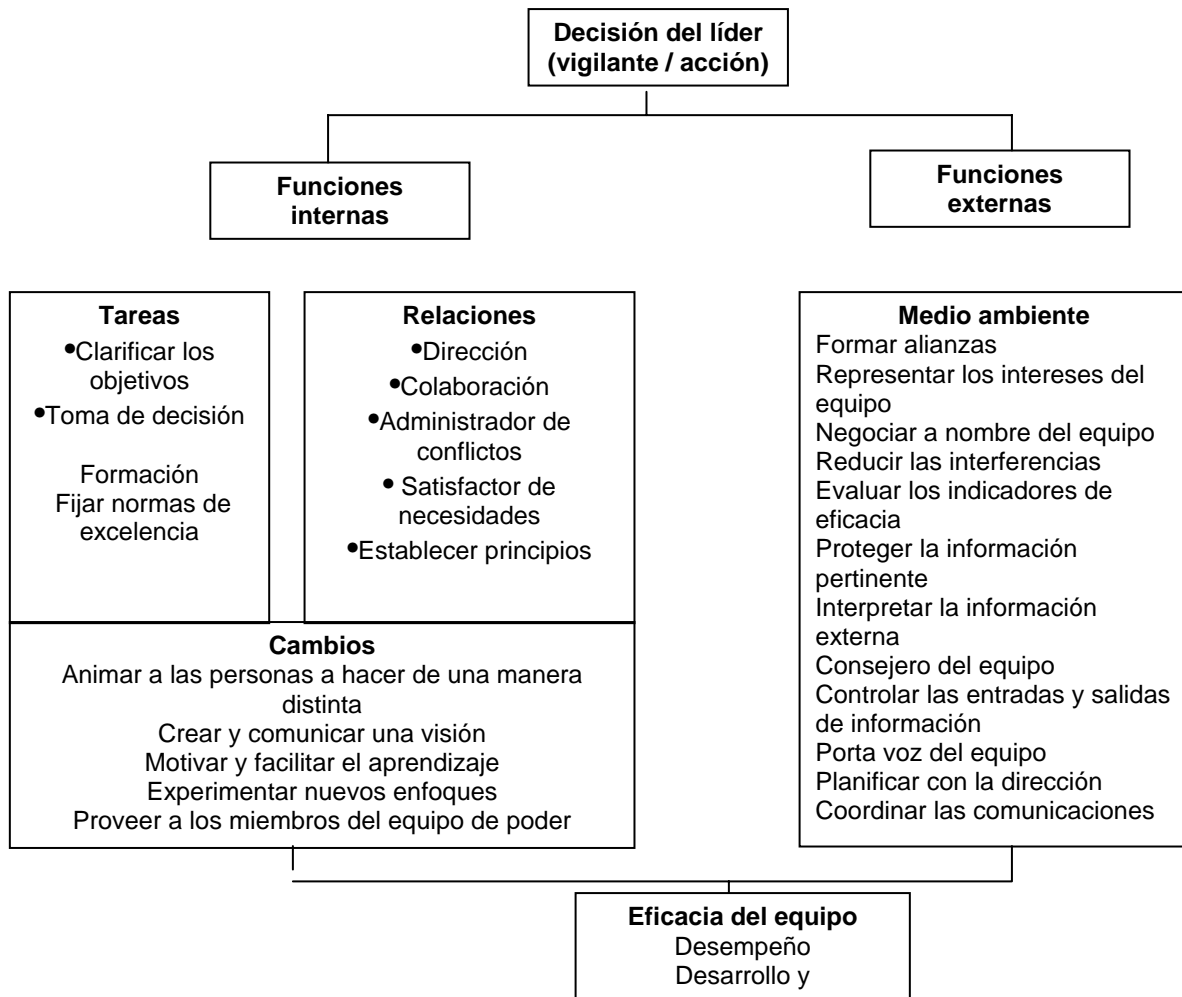 Decisión del líder
(vigilante / acción)
Funciones
internas
Funciones
externas
Tareas
•Clarificar los
objetivos
•Toma de decisión
Formación
Fijar normas de
excelencia
Relaciones
•Dirección
•Colaboración
•Administrador de
conflictos
• Satisfactor de
necesidades
•Establecer principios
Medio ambiente
Formar alianzas
Representar los intereses del
equipo
Negociar a nombre del equipo
Reducir las interferencias
Evaluar los indicadores de
eficacia
Proteger la información
pertinente
Interpretar la información
externa
Consejero del equipo
Controlar las entradas y salidas
de información
Porta voz del equipo
Planificar con la dirección
Coordinar las comunicaciones
Cambios
Animar a las personas a hacer de una manera
distinta
Crear y comunicar una visión
Motivar y facilitar el aprendizaje
Experimentar nuevos enfoques
Proveer a los miembros del equipo de poder
Eficacia del equipo
Desempeño
Desarrollo y